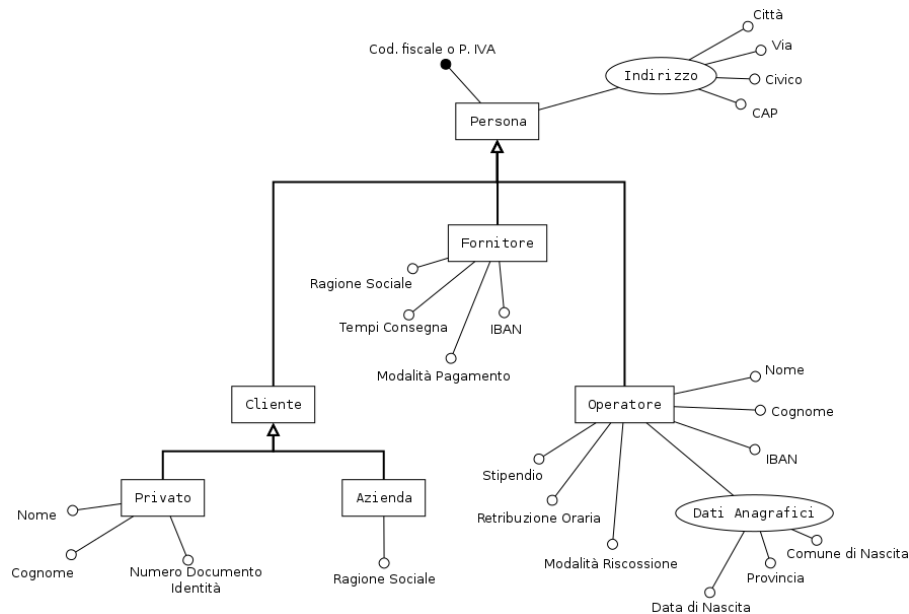 Città
Cod. fiscale o P. IVA
Via
Indirizzo
Civico
CAP
Persona
Fornitore
Ragione Sociale
Tempi Consegna
IBAN
Modalità Pagamento
Nome
Cliente
Operatore
Cognome
IBAN
Stipendio
Privato
Azienda
Nome
Retribuzione Oraria
Dati Anagrafici
Comune di Nascita
Modalità Riscossione
Cognome
Numero Documento
Identità
Ragione Sociale
Provincia
Data di Nascita